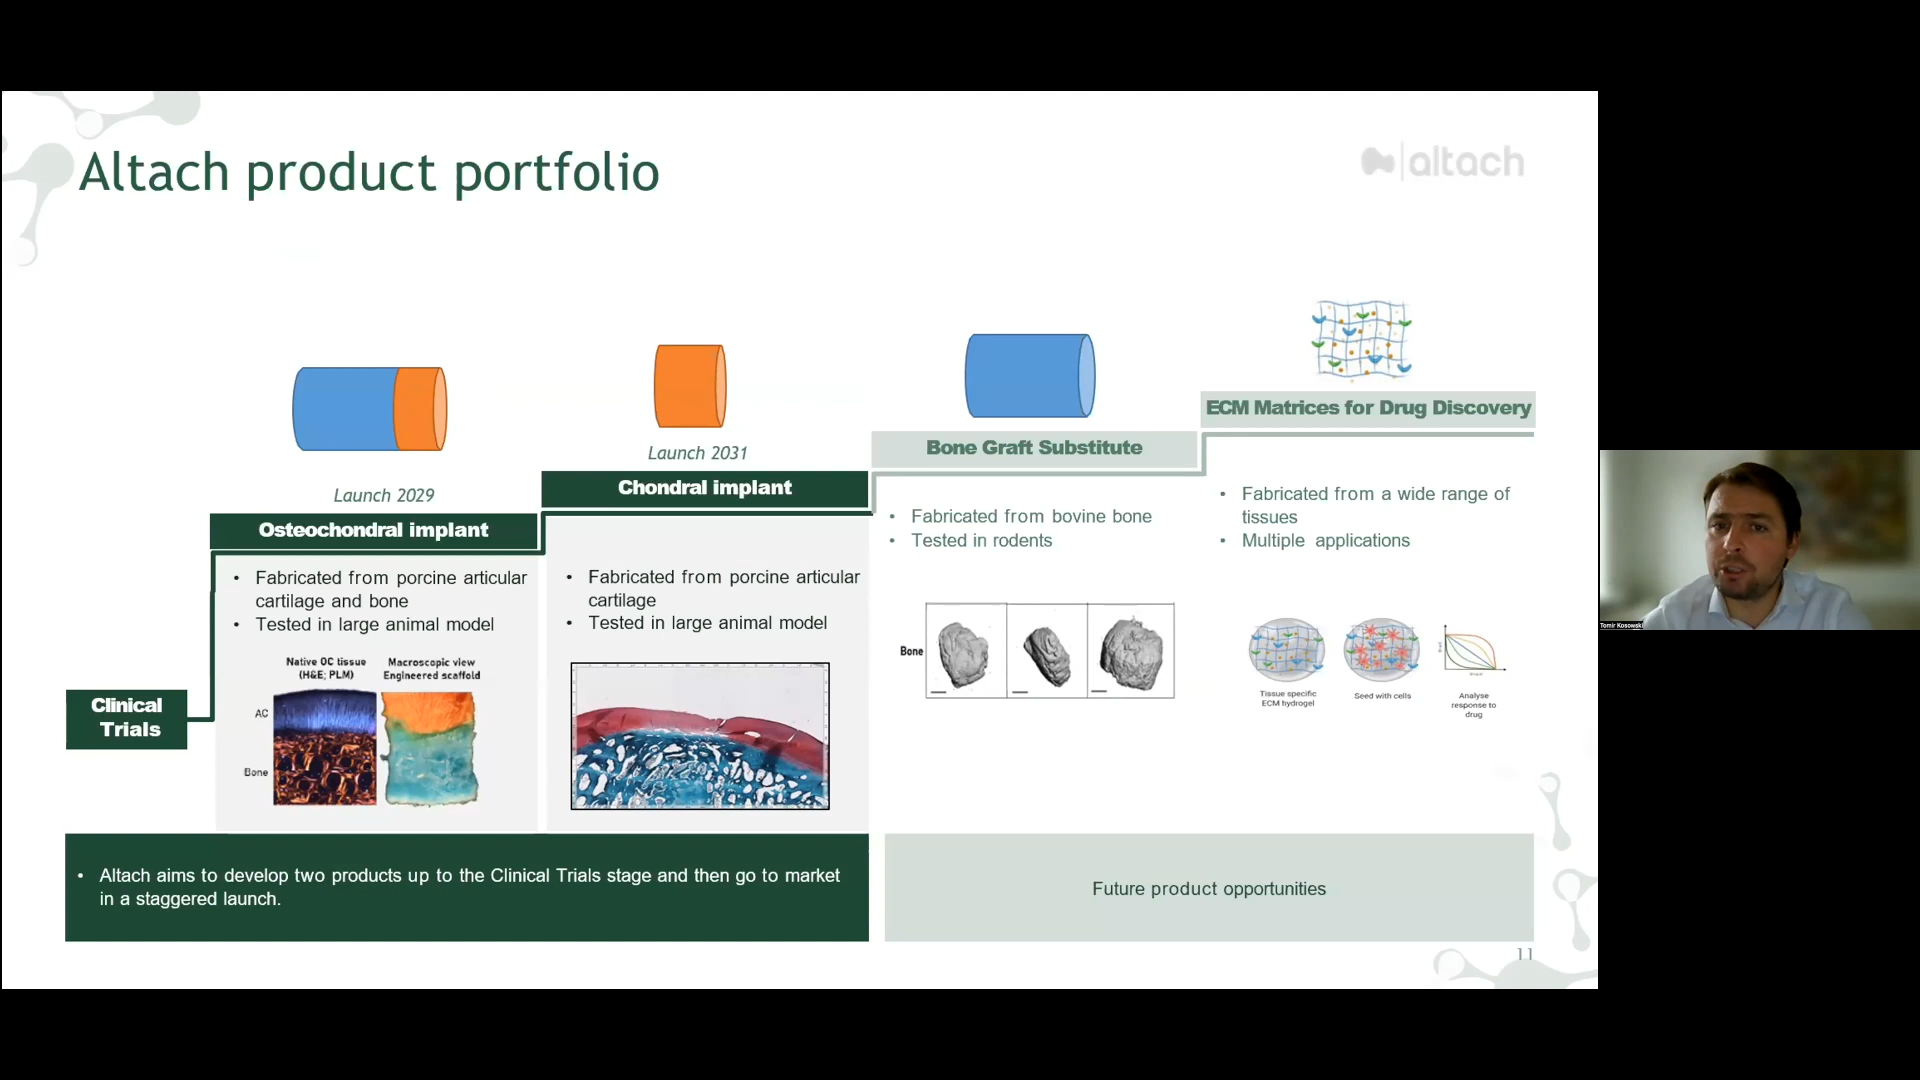 Altach product portfolio
altach
Launch 2029
Osteochondral implant
• Fabricated from porcine articular
cartilage and bone
• Tested in large animal model
Native OC tissue
(H&E; PLM)
Macroscopic view
Engineered scaffold
AC
Bone
Clinical
Trials
Launch 2031
Chondral implant
• Fabricated from porcine articular
cartilage
• Tested in large animal model
Bone Graft Substitute
• Fabricated from bovine bone
• Tested in rodents
Bone
ECM Matrices for Drug Discovery
• Fabricated from a wide range of
tissues
• Multiple applications
Tissue specific
ECM hydrogel
Seed with cells
Analyse
response to
drug
• Altach aims to develop two products up to the Clinical Trials stage and then go to market
in a staggered launch.
Future product opportunities
11
Tomir Kosowski